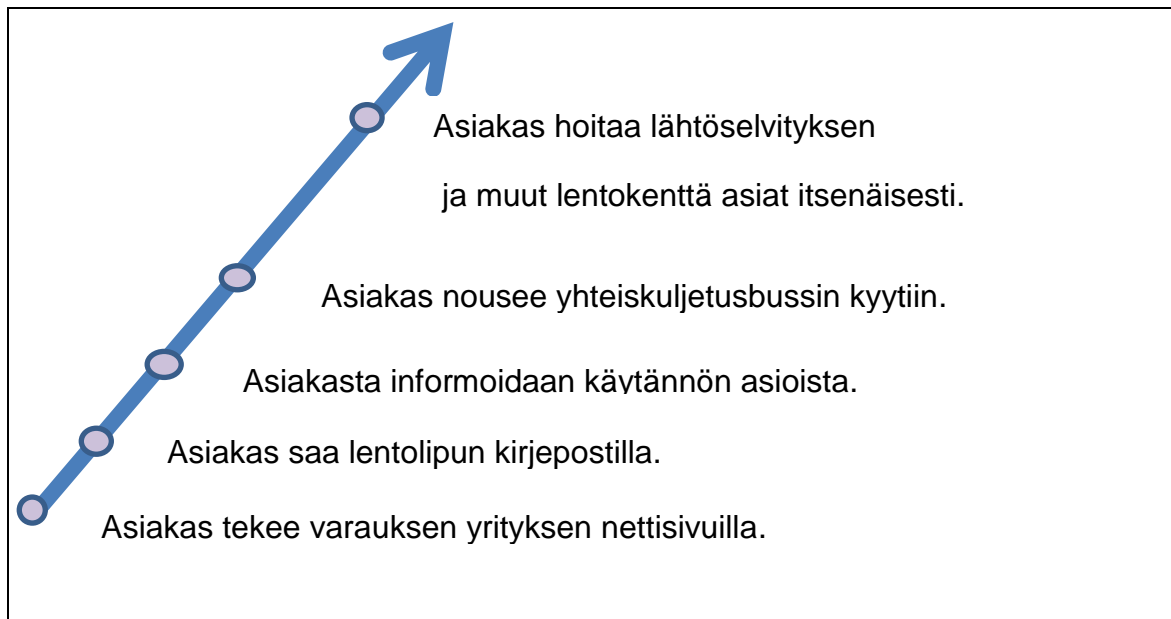 Asiakas hoitaa lähtöselvityksen
ja muut lentokenttä asiat itsenäisesti.
Asiakas nousee yhteiskuljetusbussin kyytiin.
Asiakasta informoidaan käytännön asioista.
Asiakas saa lentolipun kirjepostilla.
Asiakas tekee varauksen yrityksen nettisivuilla.